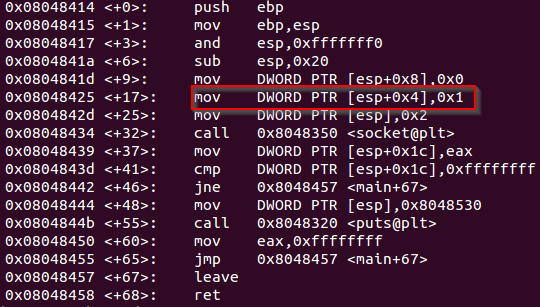 0x08048414 <+0>: push ebp
0x08048415 <+1>: mov ebp,esp
0x08048417 <+3>: and esp,0xfffffff0
0x0804841a <+6>: sub esp,0x20
0x0804841d <+9>: mov DWORD PTR [esp+0x8],0x0
0x08048425 <+17>: mov DWORD PTR [esp+0x4],0x1
0x0804842d <+25>: mov DWORD PTR [esp],0x2
0x08048434 <+32>: call 0x8048350 <socket@plt>
0x08048439 <+37>: mov DWORD PTR [esp+0x1c],eax
0x0804843d <+41>: cmp DWORD PTR [esp+0x1c],0xffffffff
0x08048442 <+46>: jne 0x8048457 <main+67>
0x08048444 <+48>: mov DWORD PTR [esp],0x8048530
0x0804844b <+55>: call 0x8048320 <puts@plt>
0x08048450 <+60>: mov eax,0xffffffff
0x08048455 <+65>: jmp 0x8048457 <main+67>
0x08048457 <+67>: leave
0x08048458 <+68>: ret